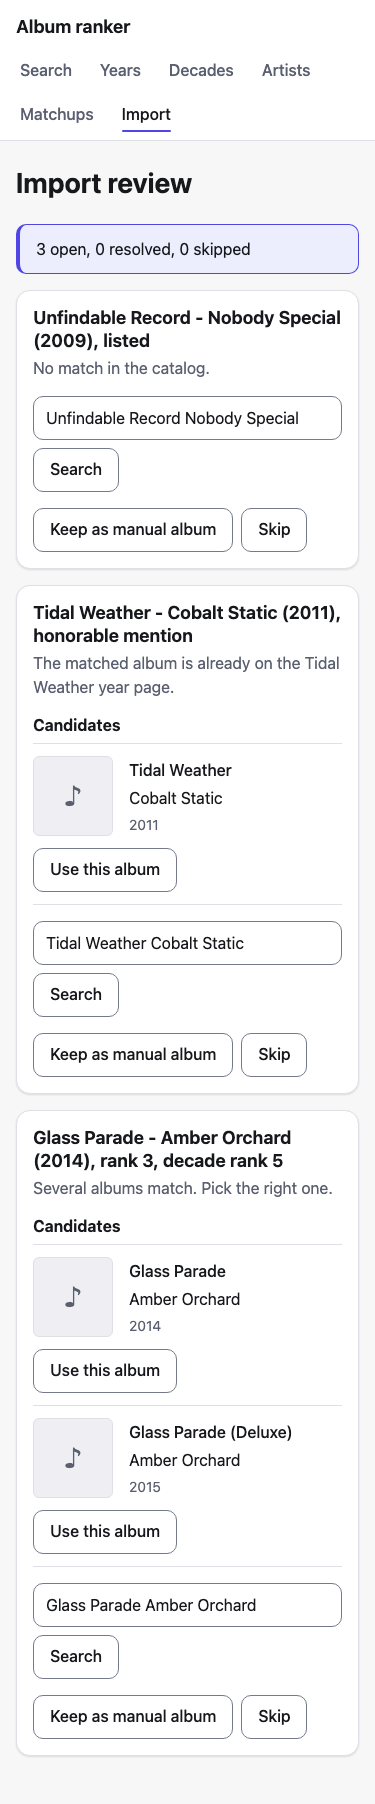 Album ranker
Search Years Decades Artists
Matchups Import
Import review
3 open, 0 resolved, 0 skipped
Unfindable Record - Nobody Special
(2009), listed
No match in the catalog.
Unfindable Record Nobody Special
Search
Keep as manual album Skip
Tidal Weather - Cobalt Static (2011),
honorable mention
The matched album is already on the Tidal
Weather year page.
Candidates
Tidal Weather
Cobalt Static
2011
Use this album
Tidal Weather Cobalt Static
Search
Keep as manual album Skip
Glass Parade - Amber Orchard
(2014), rank 3, decade rank 5
Several albums match. Pick the right one.
Candidates
Glass Parade
Amber Orchard
2014
Use this album
Glass Parade (Deluxe)
Amber Orchard
2015
Use this album
Glass Parade Amber Orchard
Search
Keep as manual album Skip